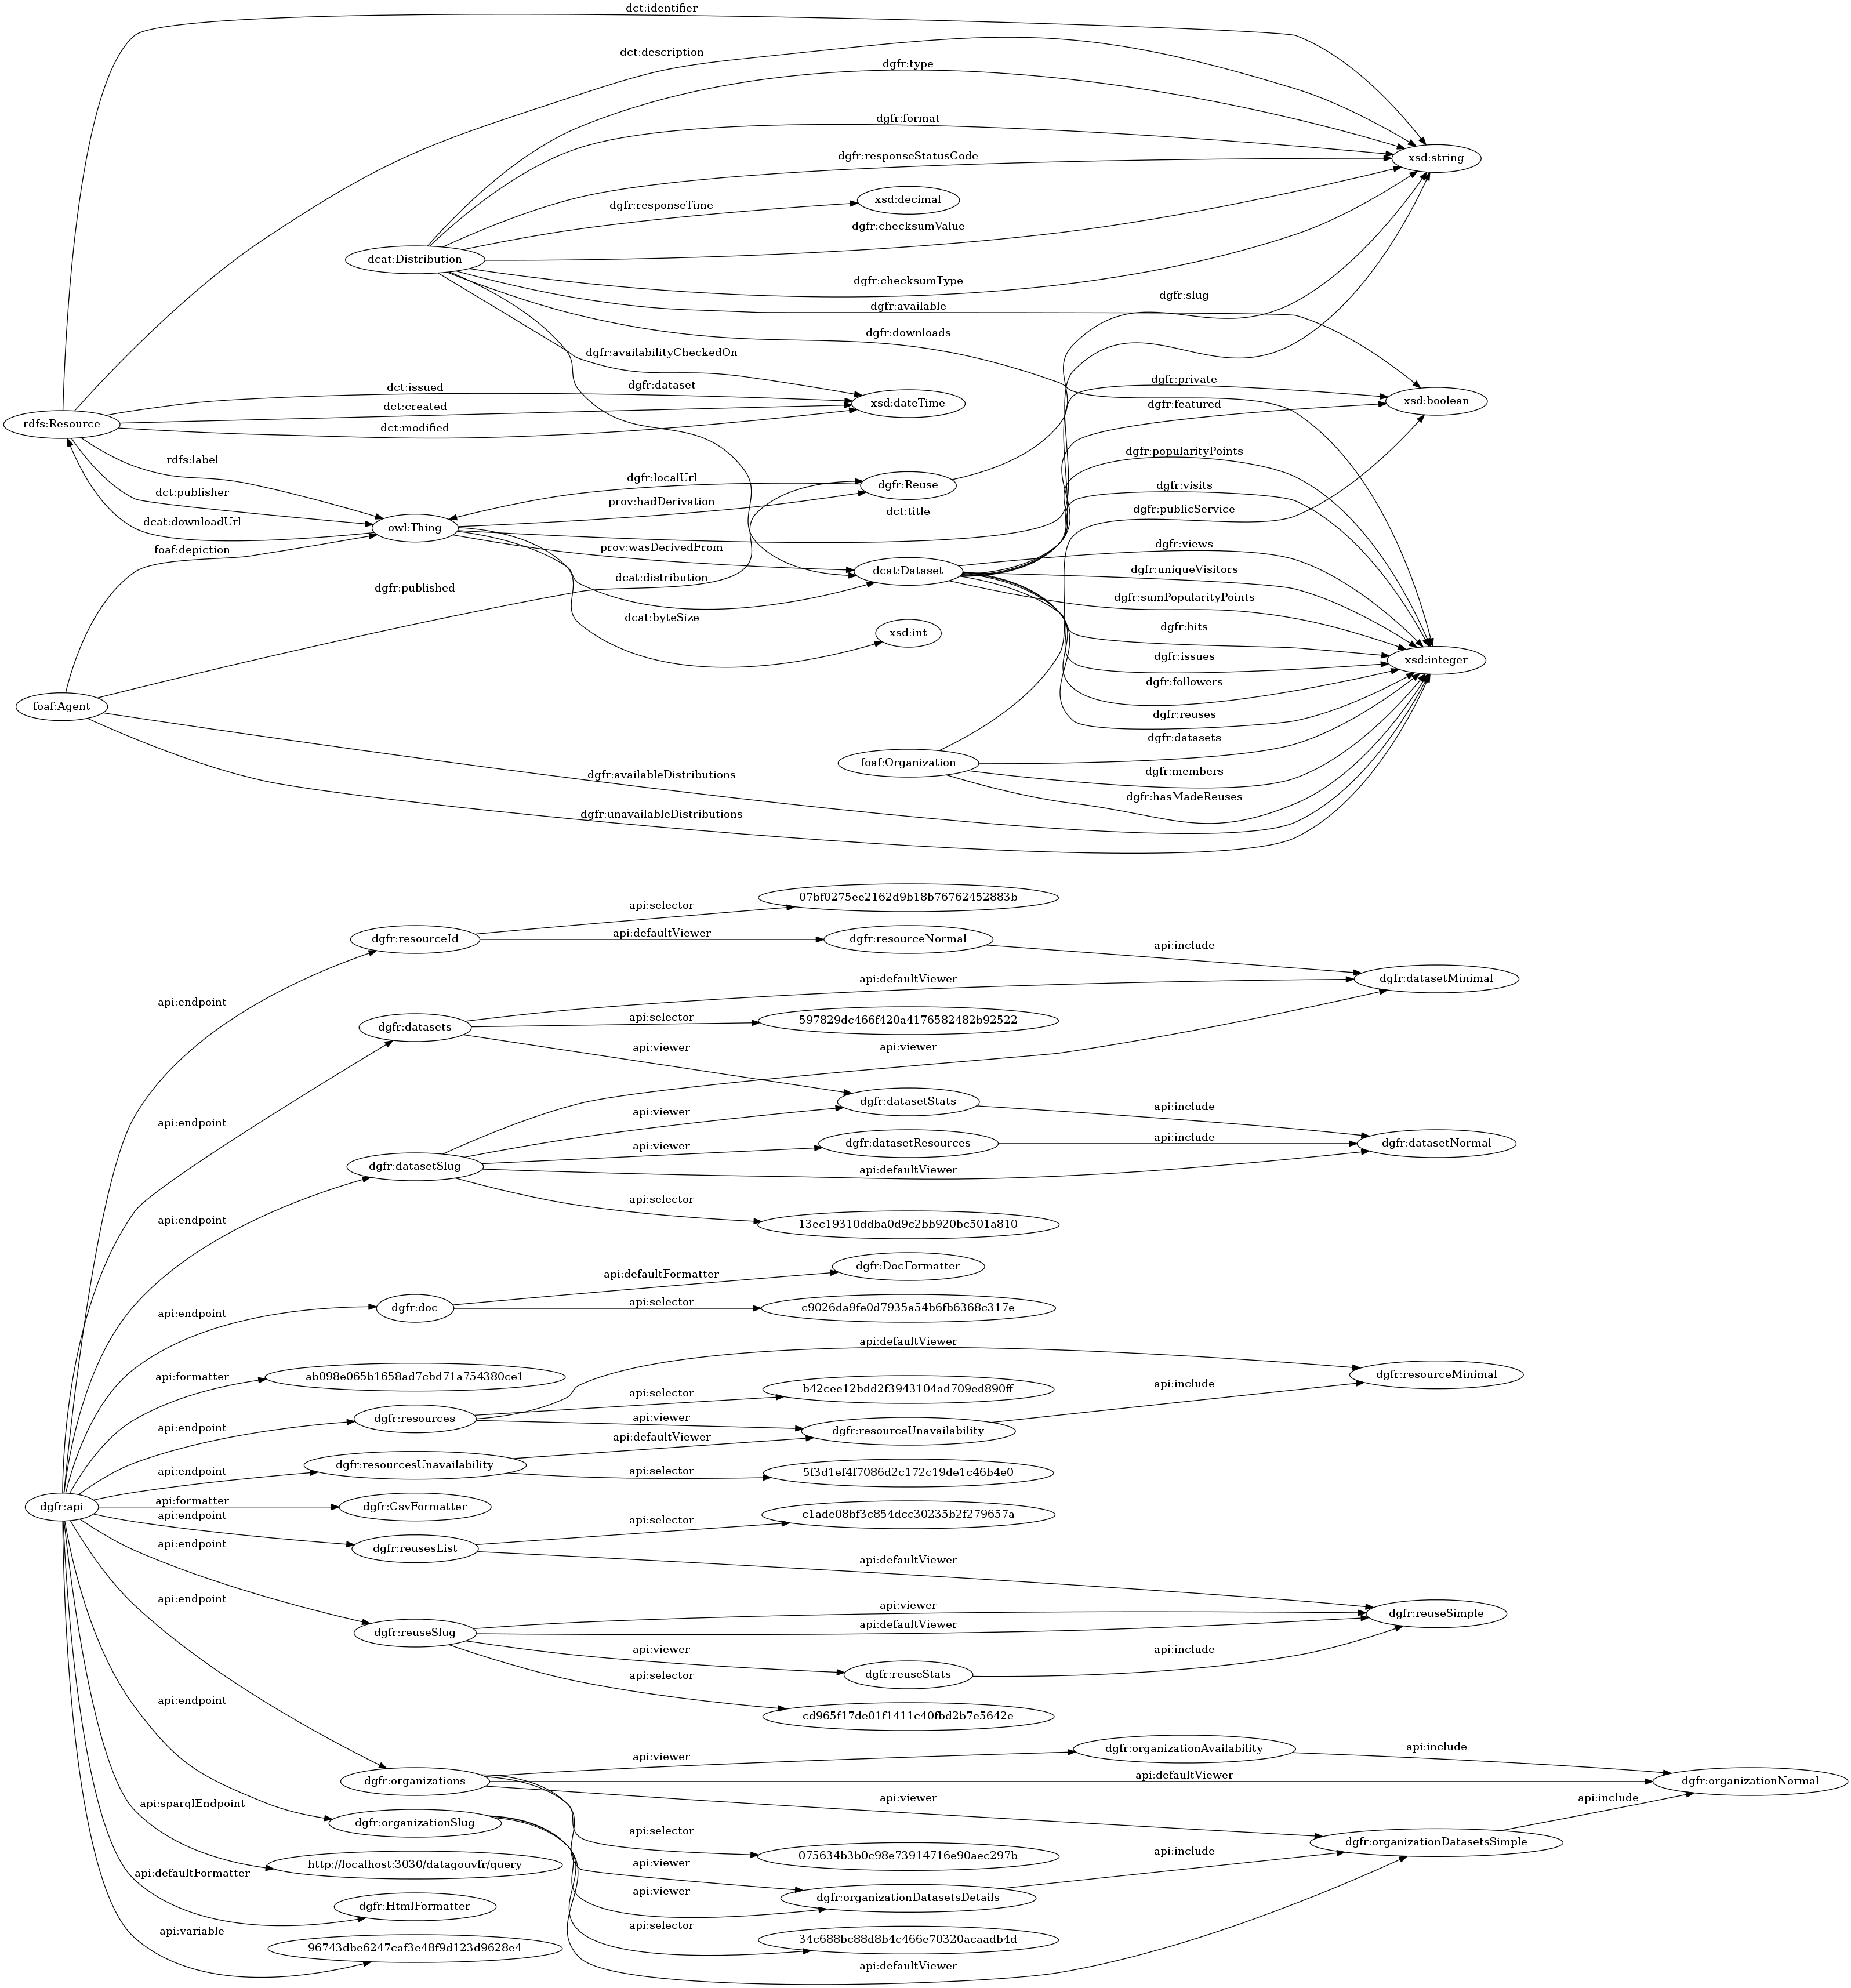 dct:identifier
dct:description
dgfr:type
dgfr:format
dgfr:responseStatusCode
xsd:string
dgfr:responseTime
xsd:decimal
dgfr:checksumValue
dcat:Distribution
dgfr:checksumType
dgfr:slug
dgfr:available
dgfr:downloads
dgfr:availabilityCheckedOn
dct:issued
dgfr:dataset
dgfr:private
xsd:boolean
dct:created
xsd:dateTime
dgfr:featured
rdfs:Resource
dct:modified
rdfs:label
dgfr:popularityPoints
dgfr:localUrl
dgfr:Reuse
dgfr:visits
dct:publisher
prov:hadDerivation
dct:title
dgfr:publicService
dcat:downloadUrl
owl:Thing
foaf:depiction
prov:wasDerivedFrom
dgfr:views
dcat:Dataset
dgfr:uniqueVisitors
dgfr:published
dcat:distribution
dgfr:sumPopularityPoints
dcat:byteSize
xsd:int
dgfr:hits
dgfr:issues
xsd:integer
dgfr:followers
foaf:Agent
dgfr:reuses
dgfr:datasets
foaf:Organization
dgfr:members
dgfr:availableDistributions
dgfr:hasMadeReuses
dgfr:unavailableDistributions
07bf0275ee2162d9b18b76762452883b
api:selector
dgfr:resourceId
api:defaultViewer
dgfr:resourceNormal
api:include
api:endpoint
api:defaultViewer
dgfr:datasetMinimal
dgfr:datasets
api:selector
597829dc466f420a4176582482b92522
api:viewer
api:viewer
api:endpoint
dgfr:datasetStats
api:include
api:viewer
dgfr:datasetResources
api:include
dgfr:datasetNormal
api:viewer
dgfr:datasetSlug
api:defaultViewer
api:selector
api:endpoint
13ec19310ddba0d9c2bb920bc501a810
dgfr:DocFormatter
api:defaultFormatter
api:endpoint
dgfr:doc
api:selector
c9026da9fe0d7935a54b6fb6368c317e
api:defaultViewer
api:formatter
ab098e065b1658ad7cbd71a754380ce1
dgfr:resourceMinimal
api:selector
b42cee12bdd2f3943104ad709ed890ff
api:include
api:endpoint
dgfr:resources
api:viewer
dgfr:resourceUnavailability
api:defaultViewer
api:endpoint
dgfr:resourcesUnavailability
api:selector
5f3d1ef4f7086d2c172c19de1c46b4e0
dgfr:api
api:formatter
dgfr:CsvFormatter
api:endpoint
api:selector
c1ade08bf3c854dcc30235b2f279657a
api:endpoint
dgfr:reusesList
api:defaultViewer
api:endpoint
api:viewer
dgfr:reuseSimple
api:defaultViewer
dgfr:reuseSlug
api:viewer
api:include
dgfr:reuseStats
api:selector
api:endpoint
cd965f17de01f1411c40fbd2b7e5642e
api:viewer
dgfr:organizationAvailability
api:include
dgfr:organizations
api:defaultViewer
dgfr:organizationNormal
api:viewer
api:include
api:sparqlEndpoint
dgfr:organizationSlug
api:selector
dgfr:organizationDatasetsSimple
075634b3b0c98e73914716e90aec297b
api:include
http://localhost:3030/datagouvfr/query
api:viewer
api:defaultFormatter
api:viewer
dgfr:organizationDatasetsDetails
dgfr:HtmlFormatter
api:variable
api:selector
34c688bc88d8b4c466e70320acaadb4d
96743dbe6247caf3e48f9d123d9628e4
api:defaultViewer